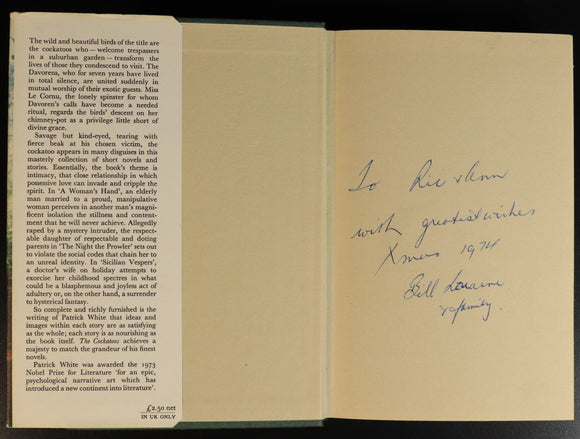 The wild and beautiful birds of the title are
the cockatoos who — welcome trespassers
in a suburban garden — transform the
lives of those they condescend to visit. The
Davorens, who for seven years have lived
in total silence, are united suddenly in
mutual worship of their exotic guests. Miss
Le Cornu, the lonely spinster for whom
Davoren's calls have become a needed
ritual, regards the birds' descent on her
chimney-pot as a privilege little short of
divine grace.
Savage but kind-eyed, tearing with
fierce beak at his chosen victim, the
cockatoo appears in many disguises in this
masterly collection of short novels and
stories. Essentially, the book's theme is
intimacy, that close relationship in which
possessive love can invade and cripple the
spirit. In 'A Woman's Hand', an elderly
man married to a proud, manipulative
woman perceives in another man's magni-
ficent isolation the stillness and content-
ment that he will never achieve. Allegedly
raped by a mystery intruder, the respect-
able daughter of respectable and doting
parents in 'The Night the Prowler' sets out
to violate the social codes that chain her to
an unreal identity. In 'Sicilian Vespers', a
doctor's wife on holiday attempts to
exorcise her childhood spectres in what
could be a blasphemous and joyless act of
adultery or, on the other hand, a surrender
to hysterical fantasy.
So complete and richly furnished is the
writing of Patrick White that ideas and
images within each story are as satisfying
as the whole; each story is as nourishing as
the book itself. The Cockatoos achieves a
majesty to match the grandeur of his finest
novels.
Patrick White was awarded the 1973
Nobel Prize for Literature 'for an epic,
psychological narrative art which has
introduced a new continent into literature'.
£2.50 net
IN UK ONLY
To Ric & Ann
with greatest wishes
Xmas 1974
Bill Loraine
& family.